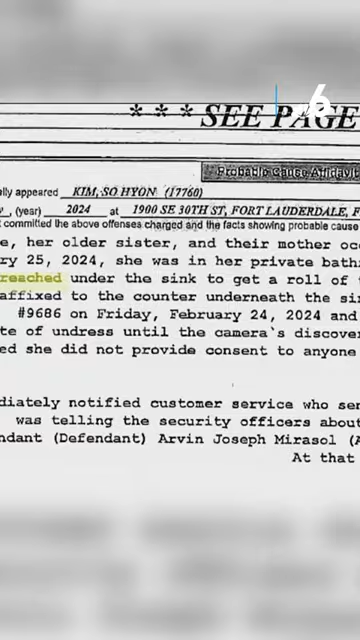 6
* * * SEE PAGE
Probable Cause Affidavit
ally appeared KIM, SO HYON (17760)
, (year) 2024 at 1900 SE 30TH ST, FORT LAUDERDALE, F
t committed the above offenses charged and the facts showing probable cause
e, her older sister, and their mother occ
ry 25, 2024, she was in her private bath
reached under the sink to get a roll of t
affixed to the counter underneath the sin
#9686 on Friday, February 24, 2024 and
te of undress until the camera`s discover
ed she did not provide consent to anyone
diately notified customer service who sen
was telling the security officers about
ndant (Defendant) Arvin Joseph Mirasol (A
At that